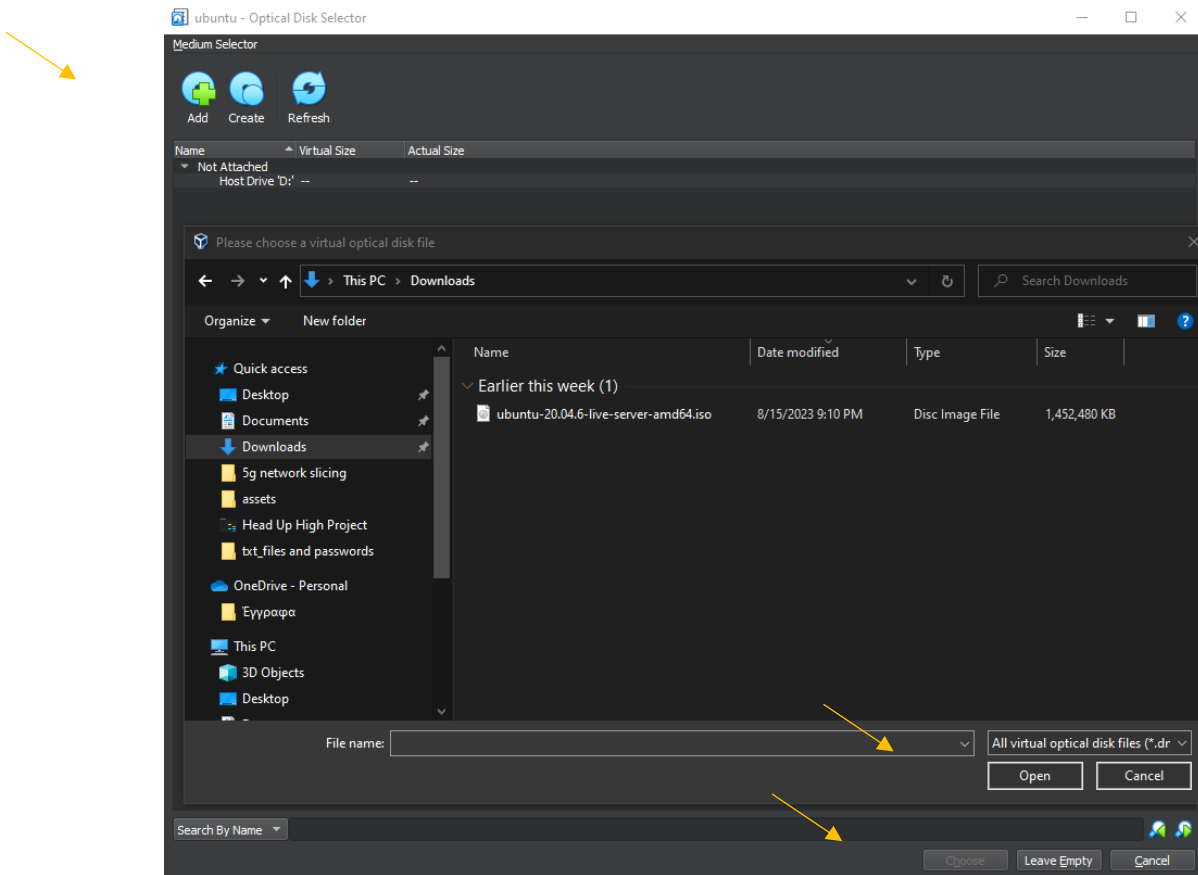 ubuntu - Optical Disk Selector
Medium Selector
Add Create Refresh
Name Virtual Size Actual Size
Not Attached
Host Drive 'D:' -- --
Please choose a virtual optical disk file
This PC > Downloads Search Downloads
Organize New folder ?
Name Date modified Type Size
Quick access
Earlier this week (1)
Desktop
ubuntu-20.04.6-live-server-amd64.iso 8/15/2023 9:10 PM Disc Image File 1,452,480 KB
Documents
Downloads
5g network slicing
assets
Head Up High Project
txt_files and passwords
OneDrive - Personal
Έγγραφα
This PC
3D Objects
Desktop
File name: All virtual optical disk files (*.dr
Open Cancel
Search By Name
Choose Leave Empty Cancel